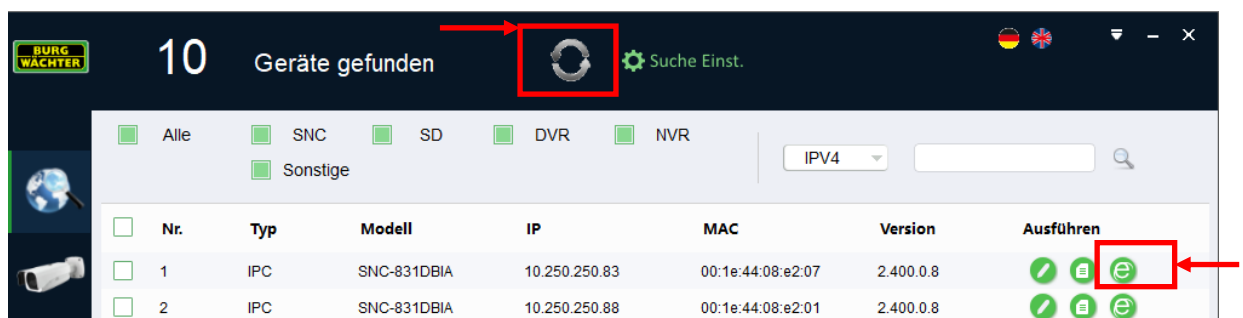 BURG
WÄCHTER
10 Geräte gefunden Suche Einst.
Alle SNC SD DVR NVR
Sonstige
IPV4
Nr. Typ Modell IP MAC Version Ausführen
1 IPC SNC-831DBIA 10.250.250.83 00:1e:44:08:e2:07 2.400.0.8
2 IPC SNC-831DBIA 10.250.250.88 00:1e:44:08:e2:01 2.400.0.8